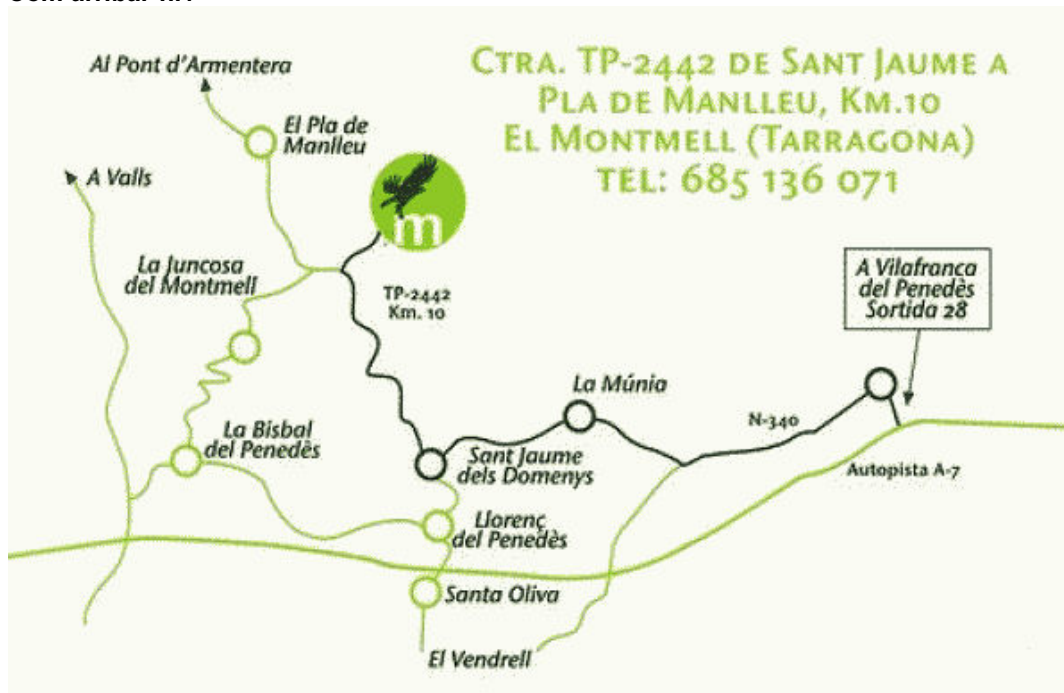 Com arribar-hi?
CTRA. TP-2442 DE SANT JAUME A
PLA DE MANLLEU, KM.10
EL MONTMELL (TARRAGONA)
TEL: 685 136 071
Al Pont d'Armentera
El Pla de
Manlleu
A Valls
m
La Juncosa
del Montmell
TP-2442
Km. 10
A Vilafranca
del Penedès
Sortida 28
La Múnia
N-340
La Bisbal
del Penedès
Sant Jaume
dels Domenys
Autopista A-7
Llorenç
del Penedès
Santa Oliva
El Vendrell